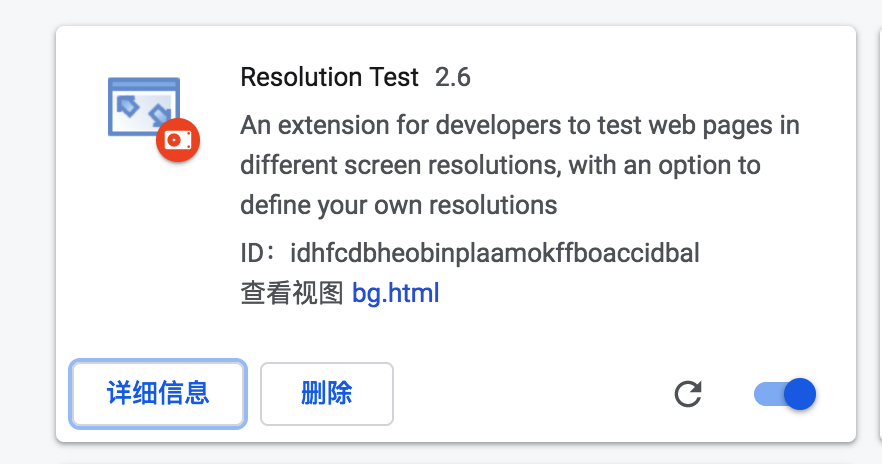 Resolution Test 2.6
An extension for developers to test web pages in
different screen resolutions, with an option to
define your own resolutions
ID：idhfcdbheobinplaamokffboaccidbal
查看视图 bg.html
详细信息 删除